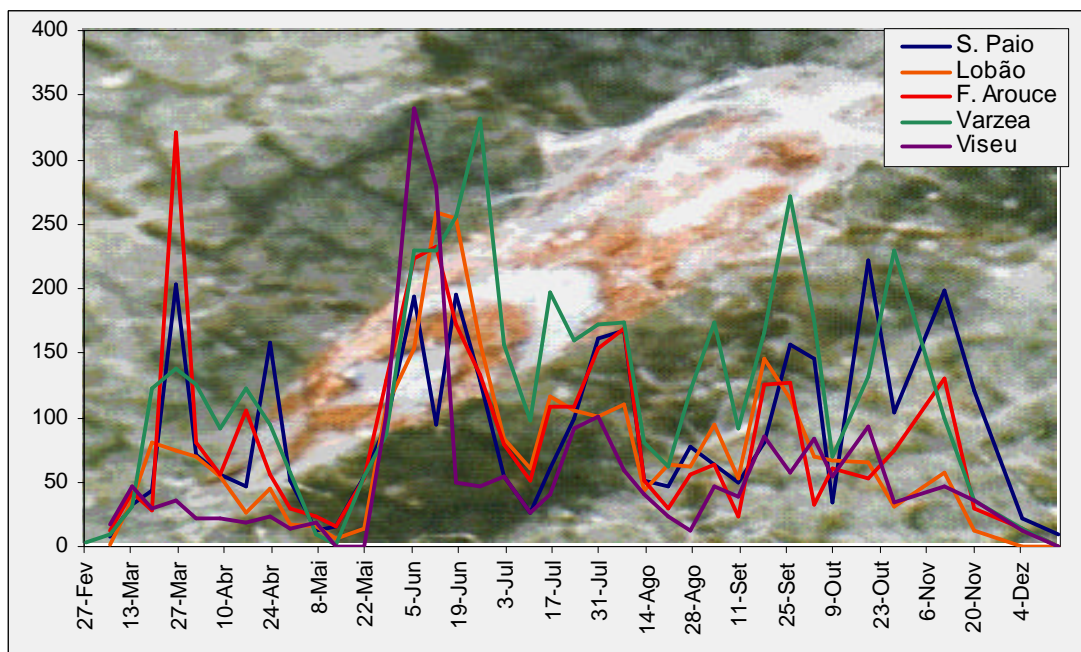 400
350
300
250
200
150
100
50
0
S. Paio
Lobão
F. Arouce
Varzea
Viseu
27-Fev
13-Mar
27-Mar
10-Abr
24-Abr
8-Mai
22-Mai
5-Jun
19-Jun
3-Jul
17-Jul
31-Jul
14-Ago
28-Ago
11-Set
25-Set
9-Out
23-Out
6-Nov
20-Nov
4-Dez